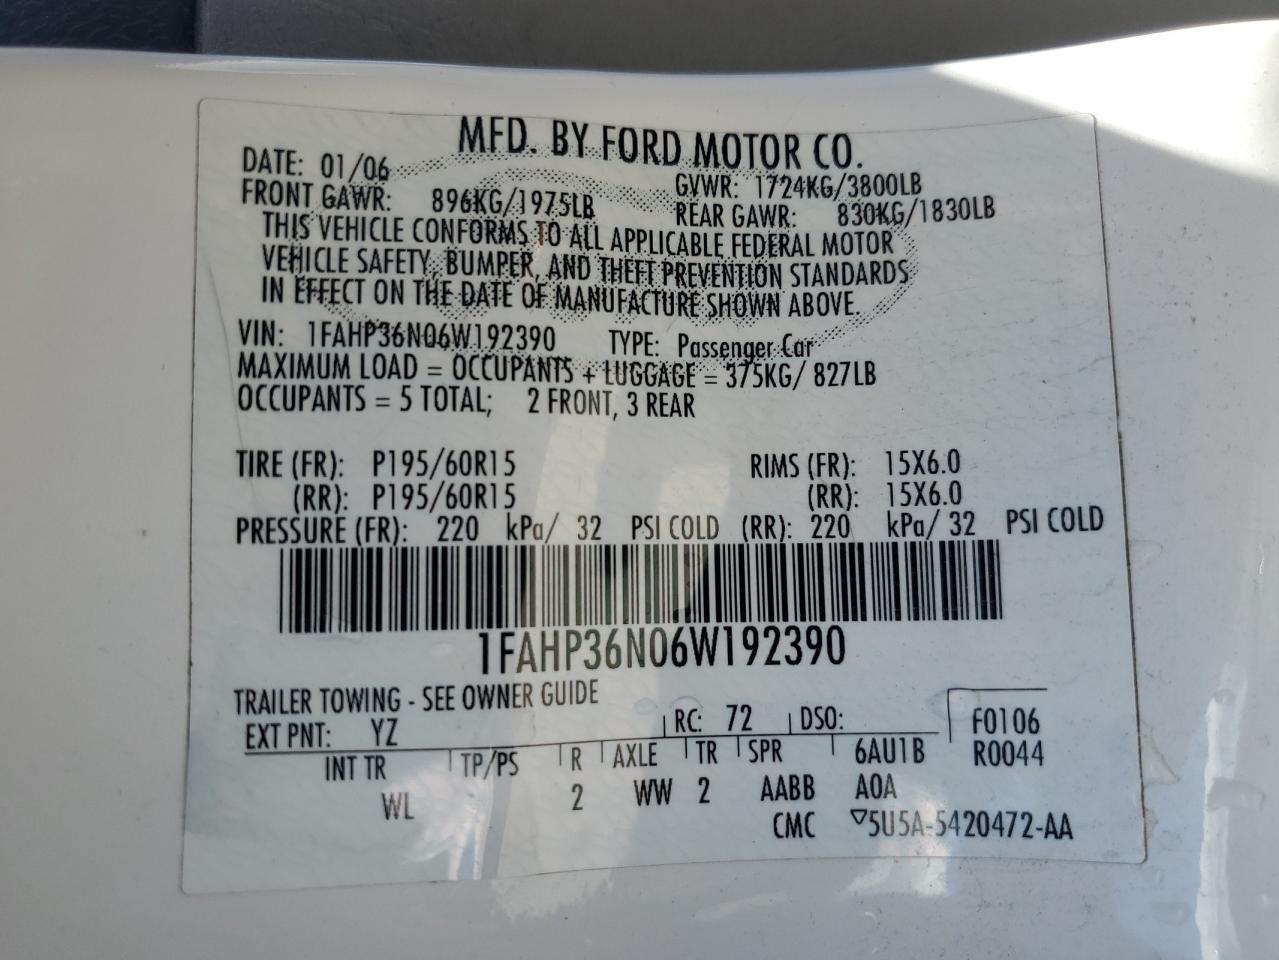 MFD. BY FORD MOTOR CO.
DATE: 01/06 GVWR: 1724KG/3800LB
FRONT GAWR: 896KG/1975LB REAR GAWR: 830KG/1830LB
THIS VEHICLE CONFORMS TO ALL APPLICABLE FEDERAL MOTOR
VEHICLE SAFETY, BUMPER, AND THEFT PREVENTION STANDARDS
IN EFFECT ON THE DATE OF MANUFACTURE SHOWN ABOVE.
VIN: 1FAHP36N06W192390 TYPE: Passenger Car
MAXIMUM LOAD = OCCUPANTS + LUGGAGE = 375KG/ 827LB
OCCUPANTS = 5 TOTAL; 2 FRONT, 3 REAR
TIRE (FR): P195/60R15 RIMS (FR): 15X6.0
(RR): P195/60R15 (RR): 15X6.0
PRESSURE (FR): 220 kPa/ 32 PSI COLD (RR): 220 kPa/ 32 PSI COLD
1FAHP36N06W192390
TRAILER TOWING - SEE OWNER GUIDE
EXT PNT: YZ RC: 72 DSO: F0106
INT TR TP/PS R AXLE TR SPR 6AU1B R0044
WL 2 WW 2 AABB A0A
CMC ▽5U5A-5420472-AA